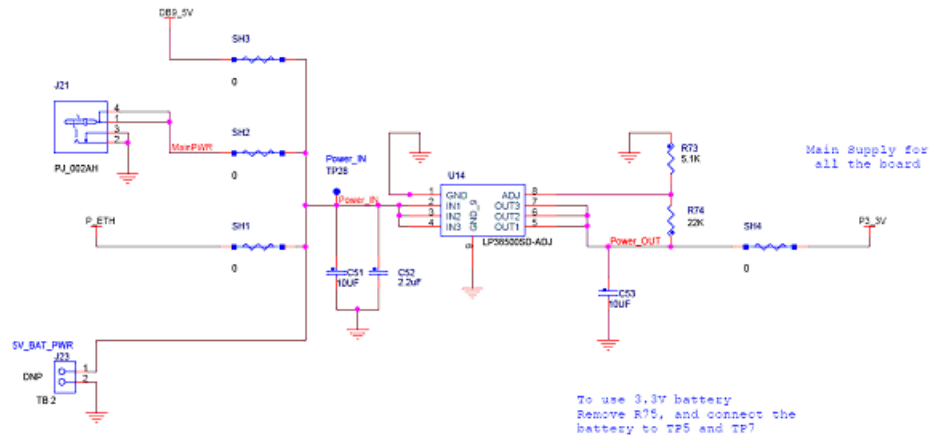 DB9_5V
SH3
0
J21
4
1
3
2
PJ_002AH
MainPWR
SH2
0
Power_IN
TP28
Power_IN
P_ETH
SH1
0
C51
10UF
C52
2.2uF
U14
1
2
3
4
GND
IN1
IN2
IN3
GND_S
9
ADJ
OUT3
OUT2
OUT1
8
7
6
5
LP38500SD-ADJ
R73
5.1K
R74
22K
Power_OUT
C53
10UF
SH4
0
P3_3V
Main Supply for
all the board
5V_BAT_PWR
J23
1
2
DNP
TB 2
To use 3.3V battery
Remove R75, and connect the
battery to TP5 and TP7